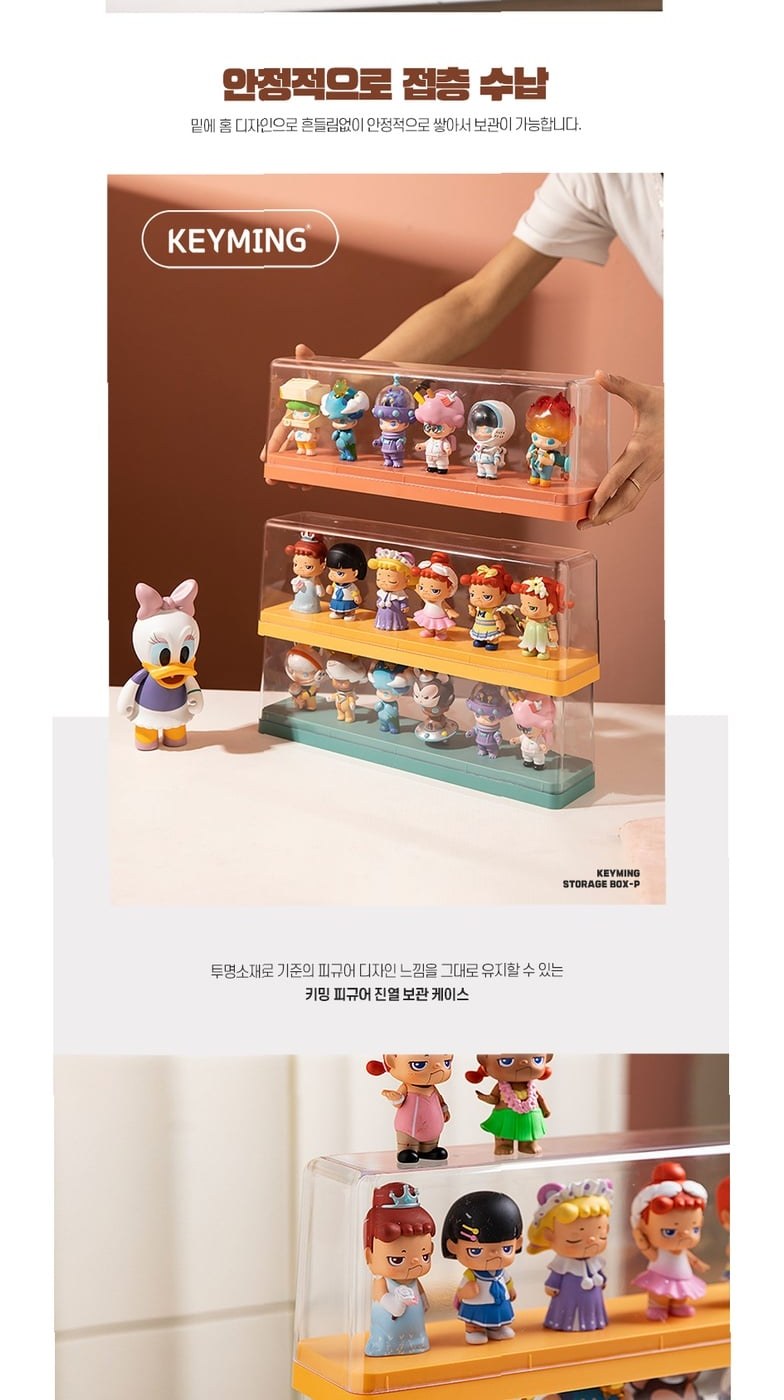 안정적으로 접층 수납
밑에 홈 디자인으로 흔들림없이 안정적으로 쌓아서 보관이 가능합니다.
KEYMING
KEYMING
STORAGE BOX-P
투명소재로 기준의 피규어 디자인 느낌을 그대로 유지할 수 있는
키밍 피규어 진열 보관 케이스